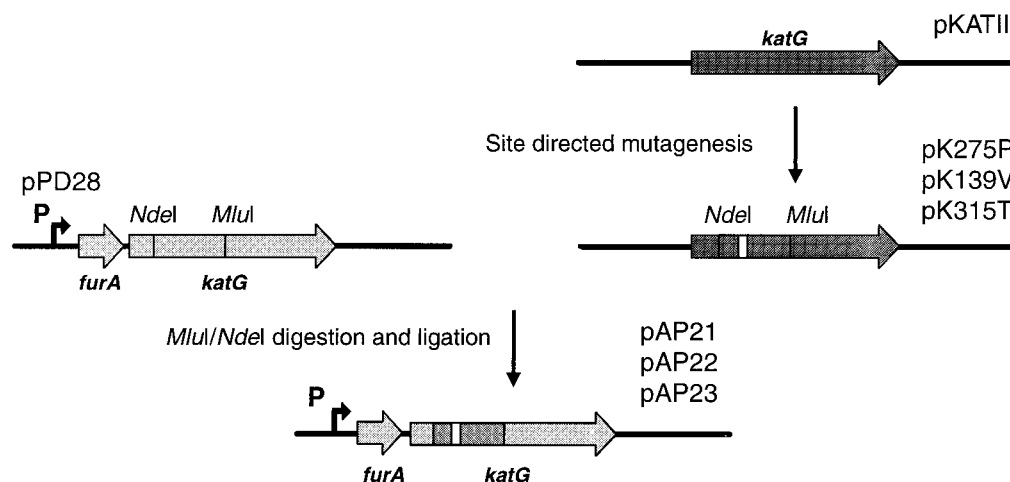 katG
pKATII
Site directed mutagenesis
pK275P
pK139V
pK315T
pPD28
P
NdeI
MluI
NdeI
MluI
furA
katG
MluI/NdeI digestion and ligation
pAP21
pAP22
pAP23
P
furA
katG